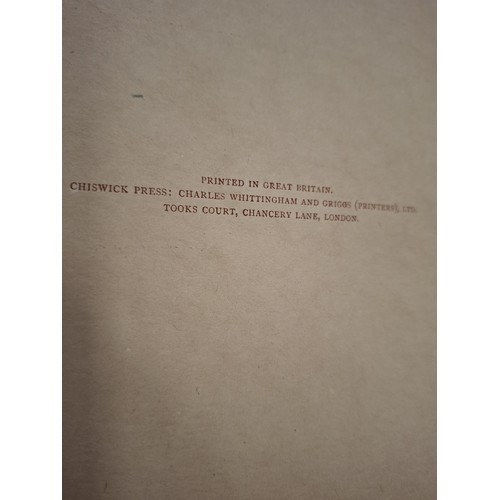 PRINTED IN GREAT BRITAIN.
CHISWICK PRESS: CHARLES WHITTINGHAM AND GRIGGS (PRINTERS), LTD.
TOOKS COURT, CHANCERY LANE, LONDON.